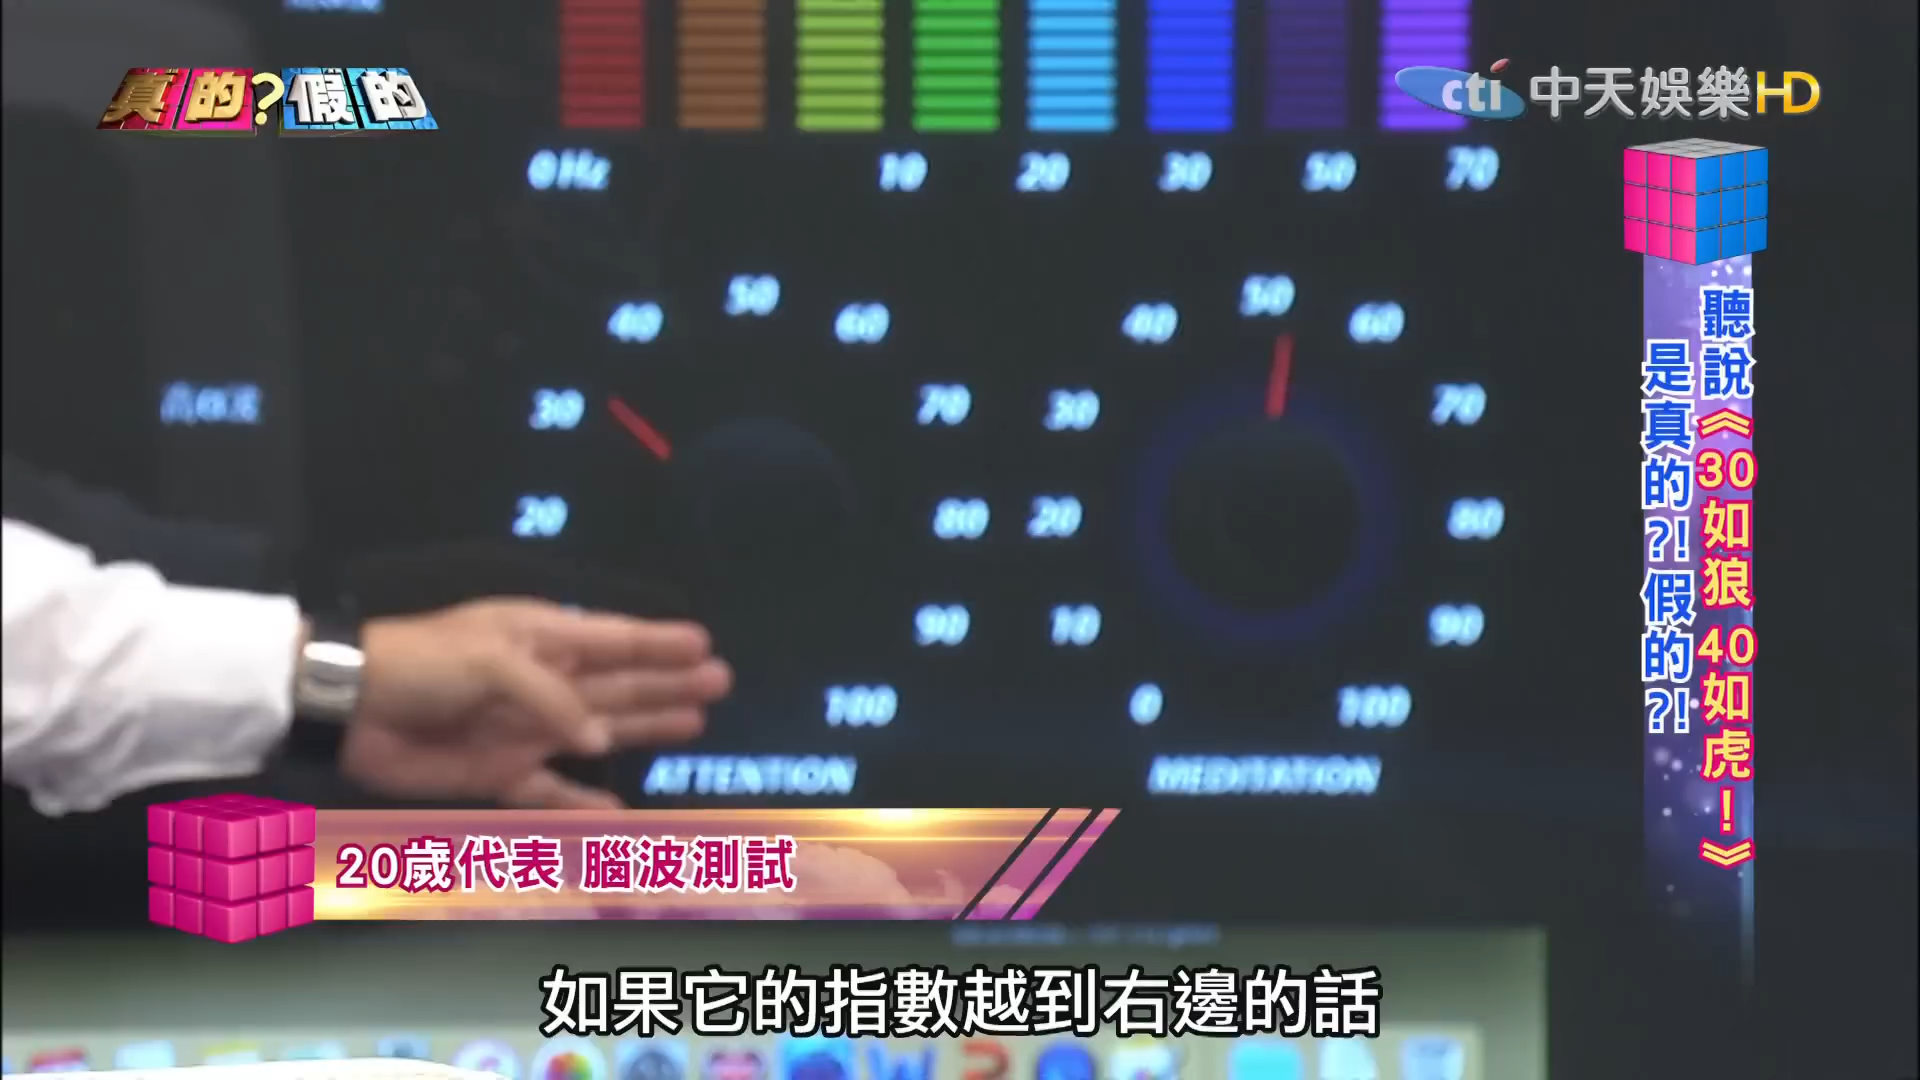 真的?假的
cti 中天娛樂HD
0Hz 10 20 30 50 70
聽說《30如狼 40如虎！》
是真的?! 假的?!
20 30 40 50 60 70 80 90 100
ATTENTION
0 10 20 30 40 50 60 70 80 90 100
MEDITATION
20歲代表 腦波測試
如果它的指數越到右邊的話